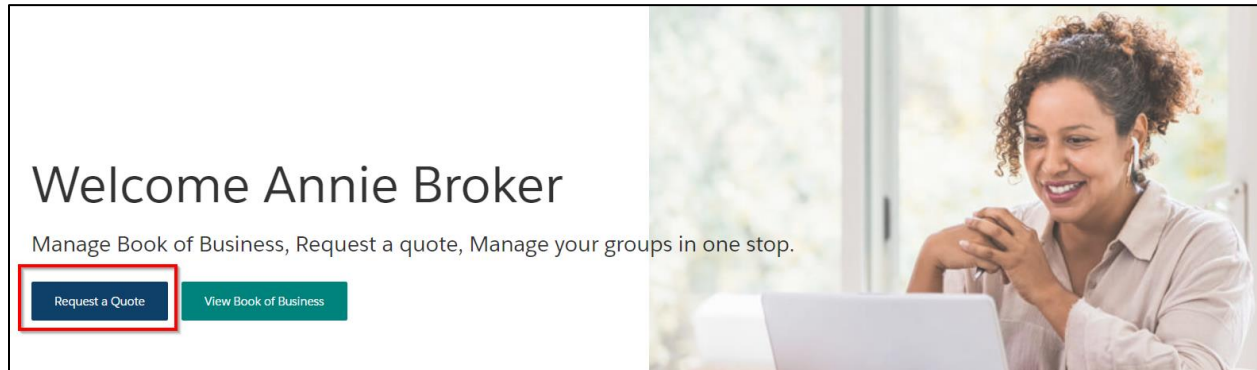 Welcome Annie Broker
Manage Book of Business, Request a quote, Manage your groups in one stop.
Request a Quote
View Book of Business